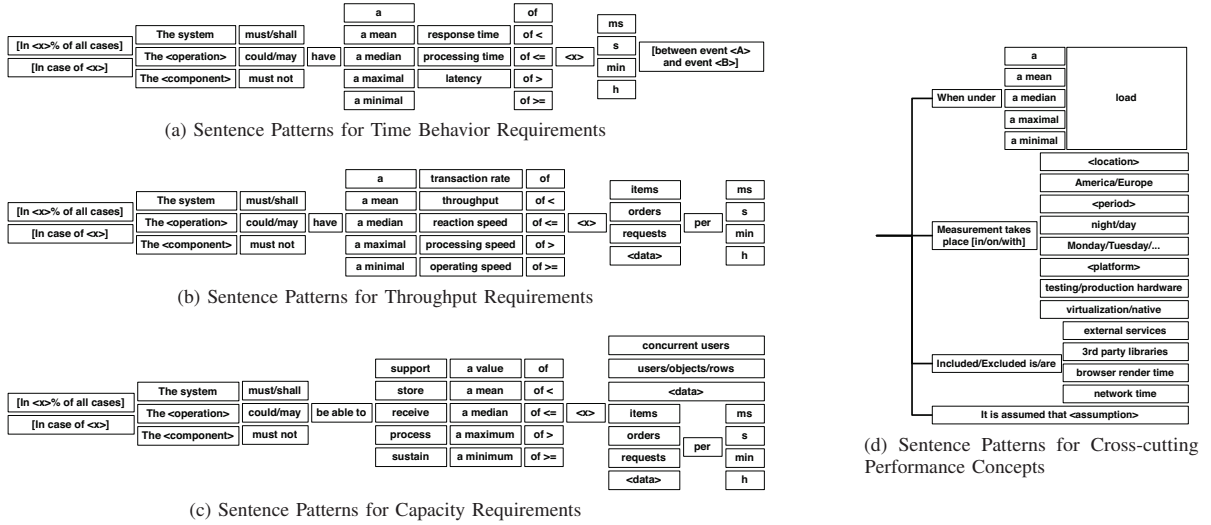 a
of
ms
The system
must/shall
a mean
response time
of <
s
[In <x>% of all cases]
The <operation>
could/may
have
a median
processing time
of <=
<x>
[between event <A>
and event <B>]
[In case of <x>]
The <component>
must not
a maximal
latency
of >
min
a minimal
of >=
h
(a) Sentence Patterns for Time Behavior Requirements
a
transaction rate
of
items
ms
The system
must/shall
a mean
throughput
of <
orders
s
[In <x>% of all cases]
The <operation>
could/may
have
a median
reaction speed
of <=
<x>
per
[In case of <x>]
The <component>
must not
a maximal
processing speed
of >
requests
min
a minimal
operating speed
of >=
<data>
h
(b) Sentence Patterns for Throughput Requirements
concurrent users
support
a value
of
users/objects/rows
The system
must/shall
store
a mean
of <
<data>
[In <x>% of all cases]
The <operation>
could/may
be able to
receive
a median
of <=
<x>
items
ms
[In case of <x>]
The <component>
must not
process
a maximum
of >
orders
per
s
sustain
a minimum
of >=
requests
min
<data>
h
(c) Sentence Patterns for Capacity Requirements
When under
a
a mean
a median
a maximal
a minimal
load
Measurement takes
place [in/on/with]
<location>
America/Europe
<period>
night/day
Monday/Tuesday/...
<platform>
testing/production hardware
virtualization/native
Included/Excluded is/are
external services
3rd party libraries
browser render time
network time
It is assumed that <assumption>
(d) Sentence Patterns for Cross-cutting
Performance Concepts